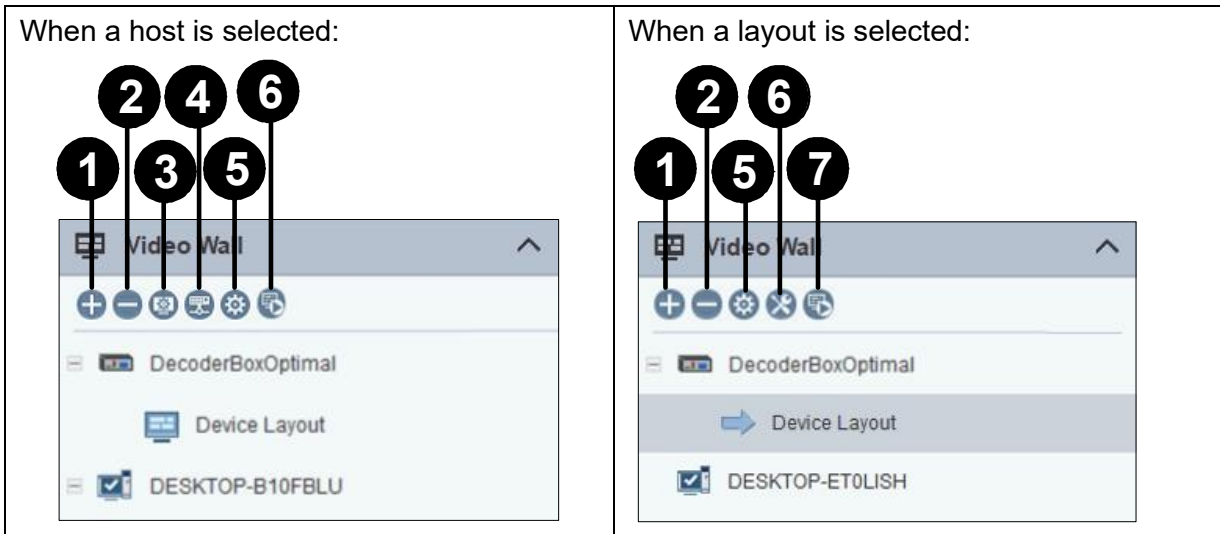 When a host is selected:
2 4 6
1 3 5
Video Wall
DecoderBoxOptimal
Device Layout
DESKTOP-B10FBLU
When a layout is selected:
2 6
1 5 7
Video Wall
DecoderBoxOptimal
Device Layout
DESKTOP-ET0LISH